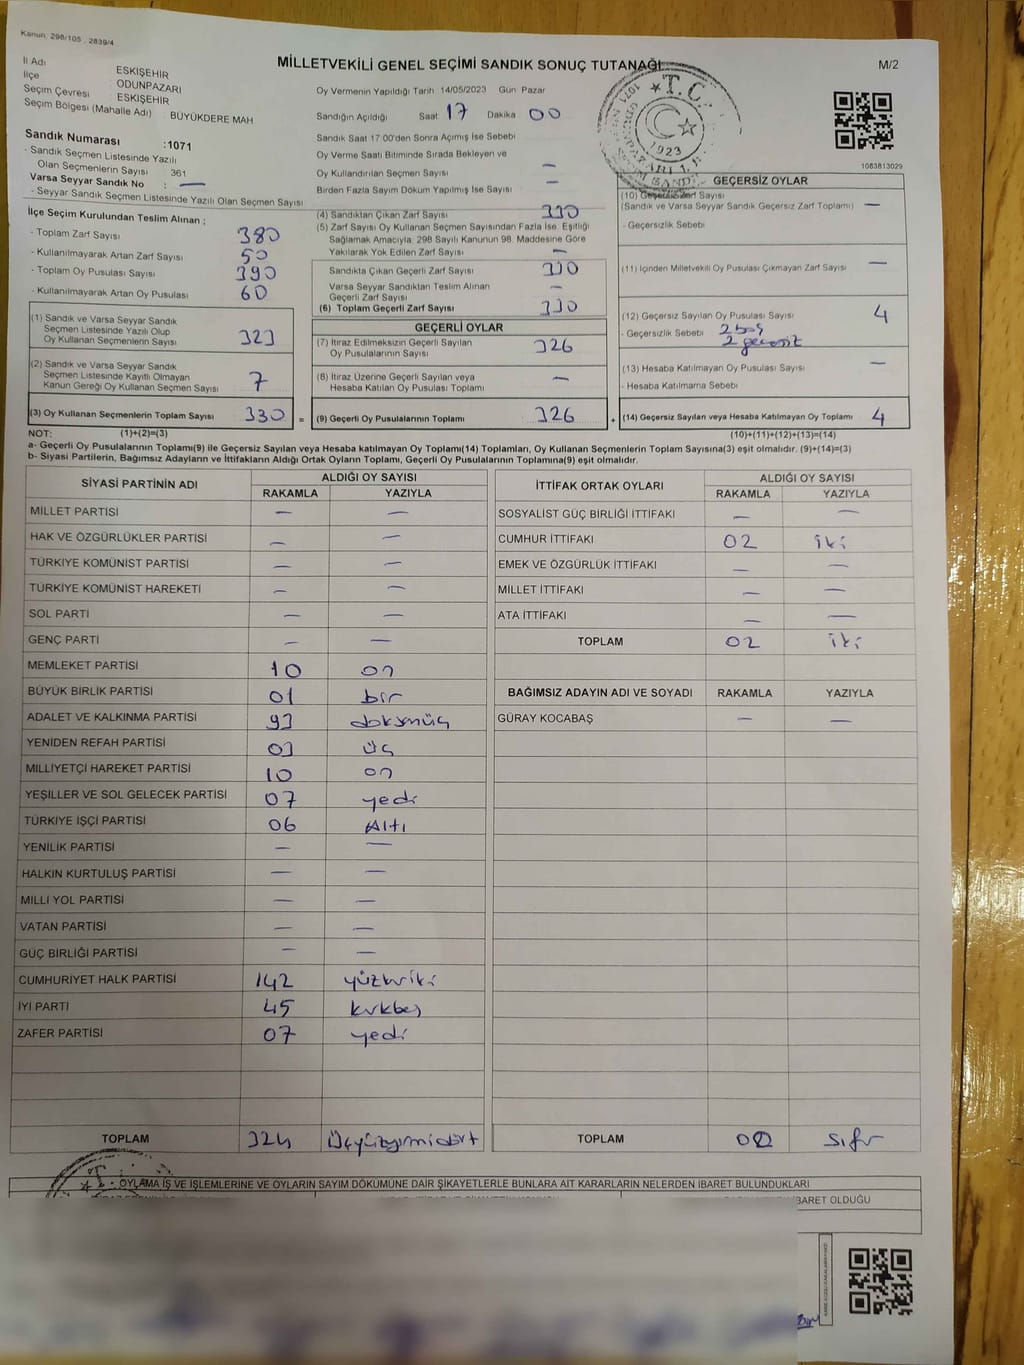 Kanun, 298/105 , 2839/4
MİLLETVEKİLİ GENEL SEÇİMİ SANDIK SONUÇ TUTANAĞI
M/2
İl Adı ESKİŞEHİR
İlçe ODUNPAZARI
Seçim Çevresi ESKİŞEHİR
Seçim Bölgesi (Mahalle Adı) BÜYÜKDERE MAH
Sandık Numarası :1071
- Sandık Seçmen Listesinde Yazılı
Olan Seçmenlerin Sayısı 361
Varsa Seyyar Sandık No : —
- Seyyar Sandık Seçmen Listesinde Yazılı Olan Seçmen Sayısı
Oy Vermenin Yapıldığı Tarih 14/05/2023 Gün Pazar
Sandığın Açıldığı Saat 17 Dakika 00
Sandık Saat 17:00'den Sonra Açımış İse Sebebi
Oy Verme Saati Bitiminde Sırada Bekleyen ve
Oy Kullandırılan Seçmen Sayısı —
Birden Fazla Sayım Döküm Yapılmış İse Sayısı —
T.C.
1923
1071
1083813029
İlçe Seçim Kurulundan Teslim Alınan ;
- Toplam Zarf Sayısı 380
- Kullanılmayarak Artan Zarf Sayısı 50
- Toplam Oy Pusulası Sayısı 390
- Kullanılmayarak Artan Oy Pusulası 60
(1) Sandık ve Varsa Seyyar Sandık
Seçmen Listesinde Yazılı Olup
Oy Kullanan Seçmenlerin Sayısı 323
(2) Sandık ve Varsa Seyyar Sandık
Seçmen Listesinde Kayıtlı Olmayan
Kanun Gereği Oy Kullanan Seçmen Sayısı 7
(3) Oy Kullanan Seçmenlerin Toplam Sayısı 330 =
(4) Sandıktan Çıkan Zarf Sayısı 330
(5) Zarf Sayısı Oy Kullanan Seçmen Sayısından Fazla İse, Eşitliği
Sağlamak Amacıyla, 298 Sayılı Kanunun 98. Maddesine Göre
Yakılarak Yok Edilen Zarf Sayısı —
Sandıkta Çıkan Geçerli Zarf Sayısı 330
Varsa Seyyar Sandıktan Teslim Alınan
Geçerli Zarf Sayısı —
(6) Toplam Geçerli Zarf Sayısı 330
GEÇERLİ OYLAR
(7) İtiraz Edilmeksizin Geçerli Sayılan
Oy Pusulalarının Sayısı 326
(8) İtiraz Üzerine Geçerli Sayılan veya
Hesaba Katılan Oy Pusulaları Toplamı —
(9) Geçerli Oy Pusulalarının Toplamı 326 +
GEÇERSİZ OYLAR
(10) Geçersiz Zarf Sayısı
(Sandık ve Varsa Seyyar Sandık Geçersiz Zarf Toplamı) —
- Geçersizlik Sebebi
(11) İçinden Milletvekili Oy Pusulası Çıkmayan Zarf Sayısı —
(12) Geçersiz Sayılan Oy Pusulası Sayısı 4
- Geçersizlik Sebebi 2 boş
2 geçersiz
(13) Hesaba Katılmayan Oy Pusulası Sayısı —
- Hesaba Katılmama Sebebi
(14) Geçersiz Sayılan veya Hesaba Katılmayan Oy Toplamı 4
NOT: (1)+(2)=(3) (10)+(11)+(12)+(13)=(14)
a- Geçerli Oy Pusulalarının Toplamı(9) ile Geçersiz Sayılan veya Hesaba katılmayan Oy Toplamı(14) Toplamları, Oy Kullanan Seçmenlerin Toplam Sayısına(3) eşit olmalıdır. (9)+(14)=(3)
b- Siyasi Partilerin, Bağımsız Adayların ve İttifakların Aldığı Ortak Oyların Toplamı, Geçerli Oy Pusulalarının Toplamına(9) eşit olmalıdır.
SİYASİ PARTİNİN ADI ALDIĞI OY SAYISI
RAKAMLA YAZIYLA
MİLLET PARTİSİ — —
HAK VE ÖZGÜRLÜKLER PARTİSİ — —
TÜRKİYE KOMÜNİST PARTİSİ — —
TÜRKİYE KOMÜNİST HAREKETİ — —
SOL PARTİ — —
GENÇ PARTİ — —
MEMLEKET PARTİSİ 10 on
BÜYÜK BİRLİK PARTİSİ 01 bir
ADALET VE KALKINMA PARTİSİ 93 doksanüç
YENİDEN REFAH PARTİSİ 03 üç
MİLLİYETÇİ HAREKET PARTİSİ 10 on
YEŞİLLER VE SOL GELECEK PARTİSİ 07 yedi
TÜRKİYE İŞÇİ PARTİSİ 06 Altı
YENİLİK PARTİSİ — —
HALKIN KURTULUŞ PARTİSİ — —
MİLLİ YOL PARTİSİ — —
VATAN PARTİSİ — —
GÜÇ BİRLİĞİ PARTİSİ — —
CUMHURİYET HALK PARTİSİ 142 yüzkırkiki
İYİ PARTİ 45 kırkbeş
ZAFER PARTİSİ 07 yedi
TOPLAM 324 Üçyüzyirmidört
İTTİFAK ORTAK OYLARI ALDIĞI OY SAYISI
RAKAMLA YAZIYLA
SOSYALİST GÜÇ BİRLİĞİ İTTİFAKI — —
CUMHUR İTTİFAKI 02 iki
EMEK VE ÖZGÜRLÜK İTTİFAKI — —
MİLLET İTTİFAKI — —
ATA İTTİFAKI — —
TOPLAM 02 iki
BAĞIMSIZ ADAYIN ADI VE SOYADI RAKAMLA YAZIYLA
GÜRAY KOCABAŞ — —
TOPLAM 00 sıfır
- OYLAMA İŞ VE İŞLEMLERİNE VE OYLARIN SAYIM DÖKÜMÜNE DAİR ŞİKAYETLERLE BUNLARA AİT KARARLARIN NELERDEN İBARET BULUNDUKLARI
İBARET OLDUĞU